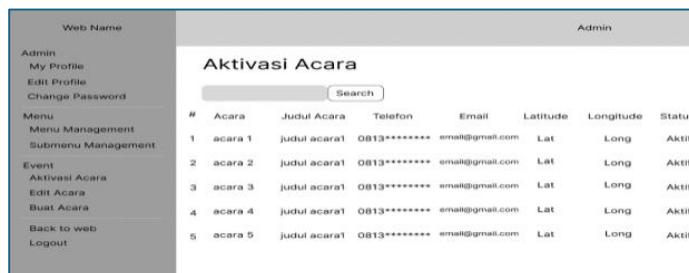 Web Name
Admin
Admin
My Profile
Edit Profile
Change Password
Menu
Menu Management
Submenu Management
Event
Aktivasi Acara
Edit Acara
Buat Acara
Back to web
Logout
Aktivasi Acara
Search
# Acara Judul Acara Telefon Email Latitude Longitude Statu
1 acara 1 judul acara1 0813******** email@gmail.com Lat Long Aktif
2 acara 2 judul acara1 0813******** email@gmail.com Lat Long Aktif
3 acara 3 judul acara1 0813******** email@gmail.com Lat Long Aktif
4 acara 4 judul acara1 0813******** email@gmail.com Lat Long Aktif
5 acara 5 judul acara1 0813******** email@gmail.com Lat Long Aktif